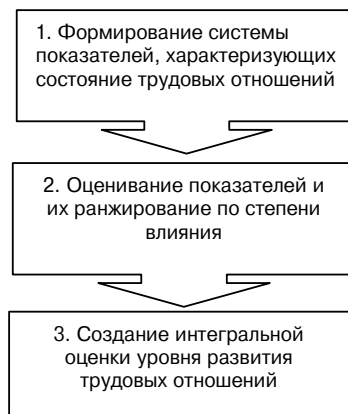 1. Формирование системы
показателей, характеризующих
состояние трудовых отношений
2. Оценивание показателей и
их ранжирование по степени
влияния
3. Создание интегральной
оценки уровня развития
трудовых отношений